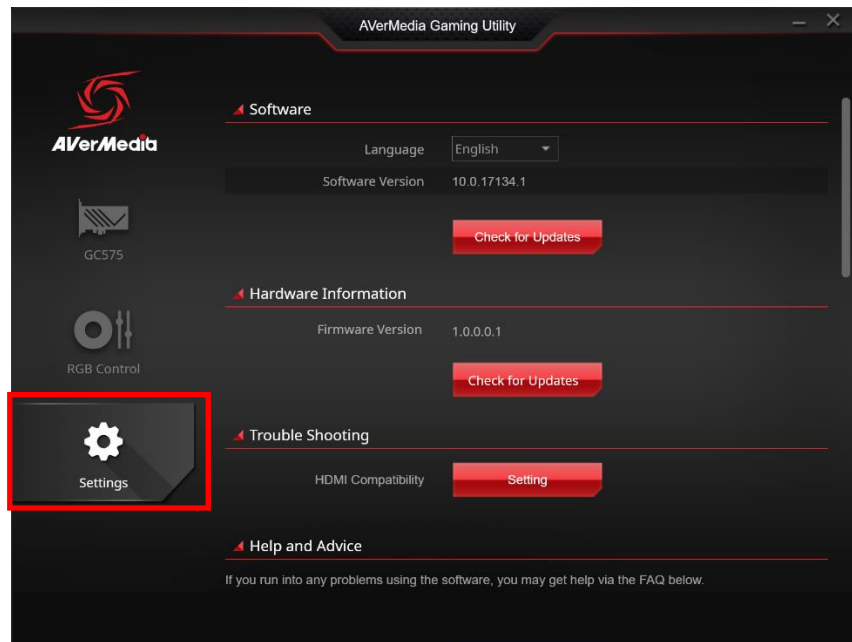 AVerMedia Gaming Utility
AVerMedia
GC575
RGB Control
Settings
Software
Language English
Software Version 10.0.17134.1
Check for Updates
Hardware Information
Firmware Version 1.0.0.0.1
Check for Updates
Trouble Shooting
HDMI Compatibility Setting
Help and Advice
If you run into any problems using the software, you may get help via the FAQ below.